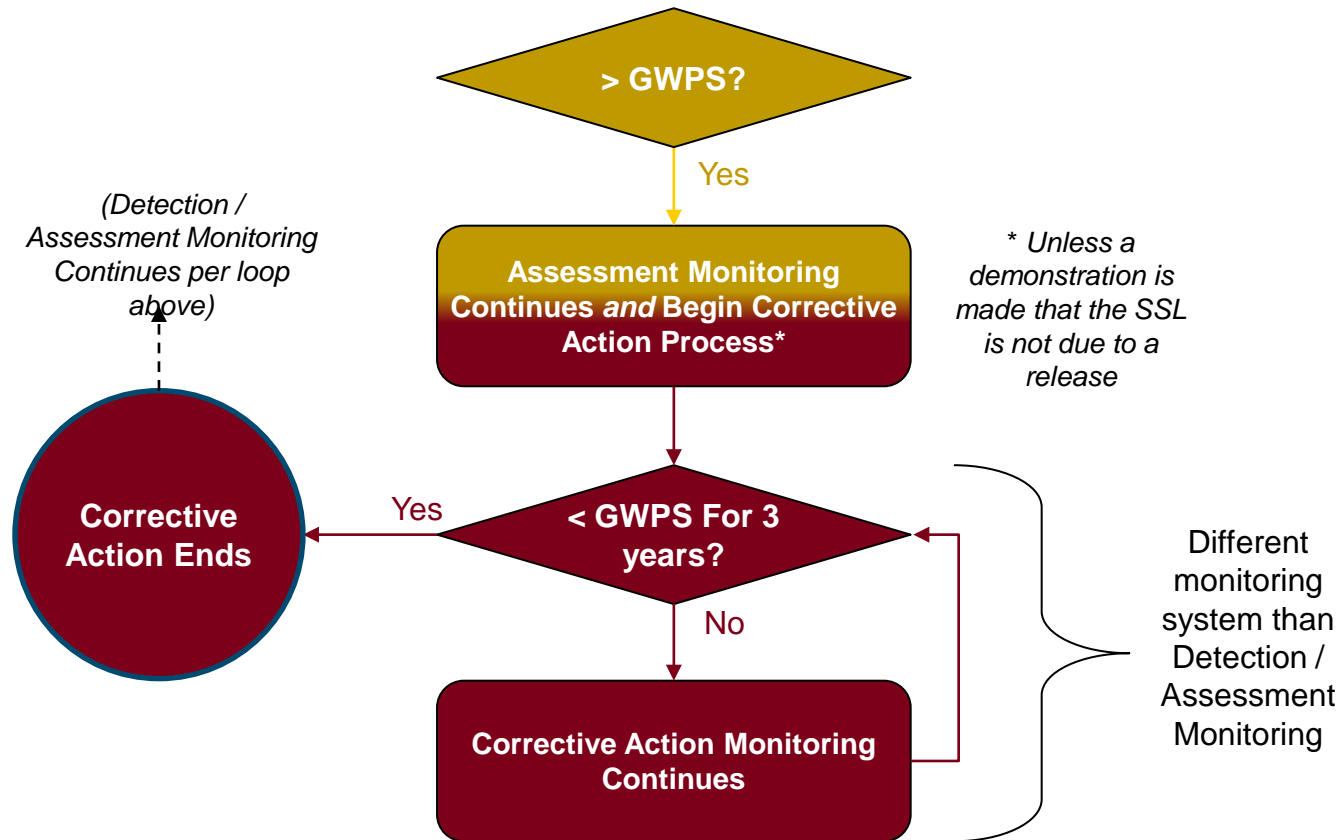 > GWPS?
Yes
(Detection /
Assessment Monitoring
Continues per loop
above)
Assessment Monitoring
Continues and Begin Corrective
Action Process*
* Unless a
demonstration is
made that the SSL
is not due to a
release
< GWPS For 3
years?
Yes
Corrective
Action Ends
No
Corrective Action Monitoring
Continues
Different
monitoring
system than
Detection /
Assessment
Monitoring